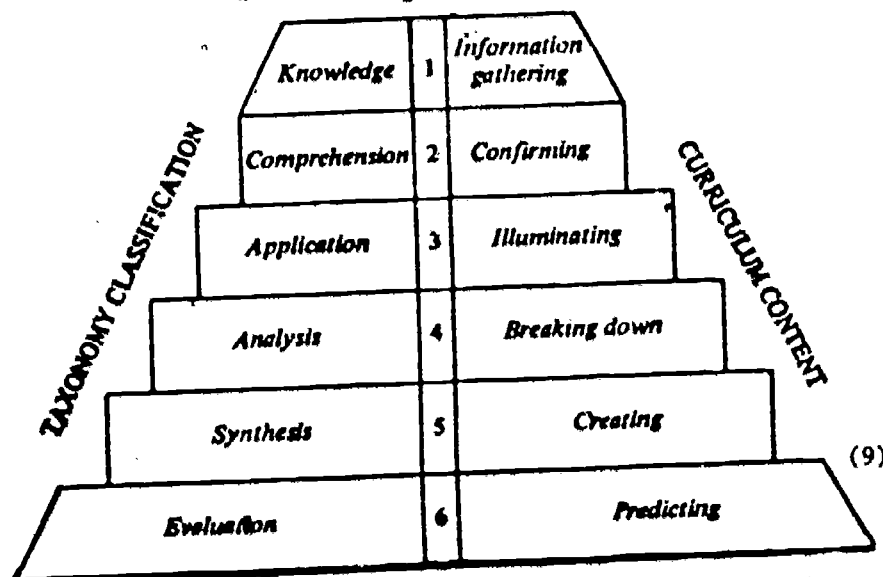 Knowledge 1 Information gathering
Comprehension 2 Confirming
TAXONOMY CLASSIFICATION
CURRICULUM CONTENT
Application 3 Illuminating
Analysis 4 Breaking down
Synthesis 5 Creating
(9)
Evaluation 6 Predicting